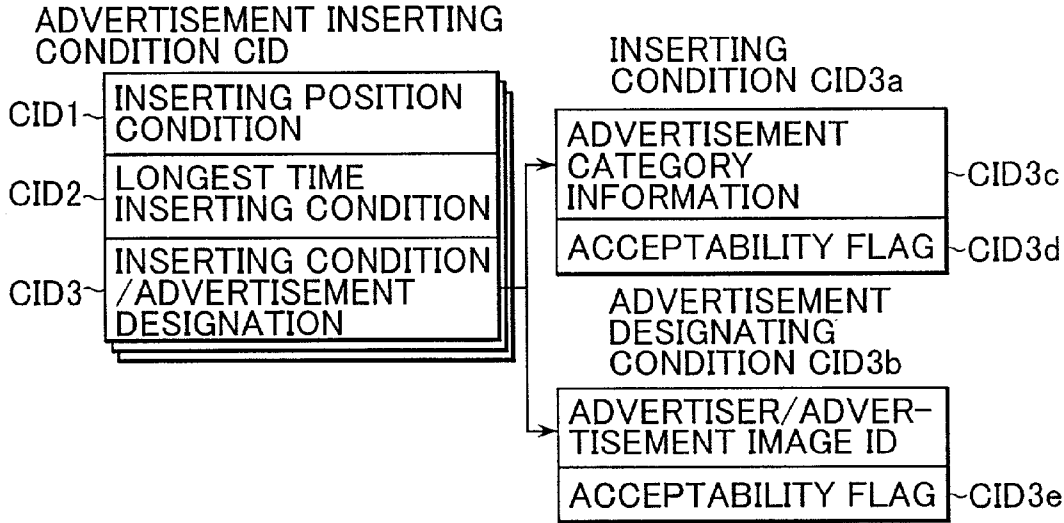 ADVERTISEMENT INSERTING
CONDITION CID
CID1
INSERTING POSITION
CONDITION
CID2
LONGEST TIME
INSERTING CONDITION
CID3
INSERTING CONDITION
/ADVERTISEMENT
DESIGNATION
INSERTING
CONDITION CID3a
ADVERTISEMENT
CATEGORY
INFORMATION
CID3c
ACCEPTABILITY FLAG
CID3d
ADVERTISEMENT
DESIGNATING
CONDITION CID3b
ADVERTISER/ADVER-
TISEMENT IMAGE ID
ACCEPTABILITY FLAG
CID3e